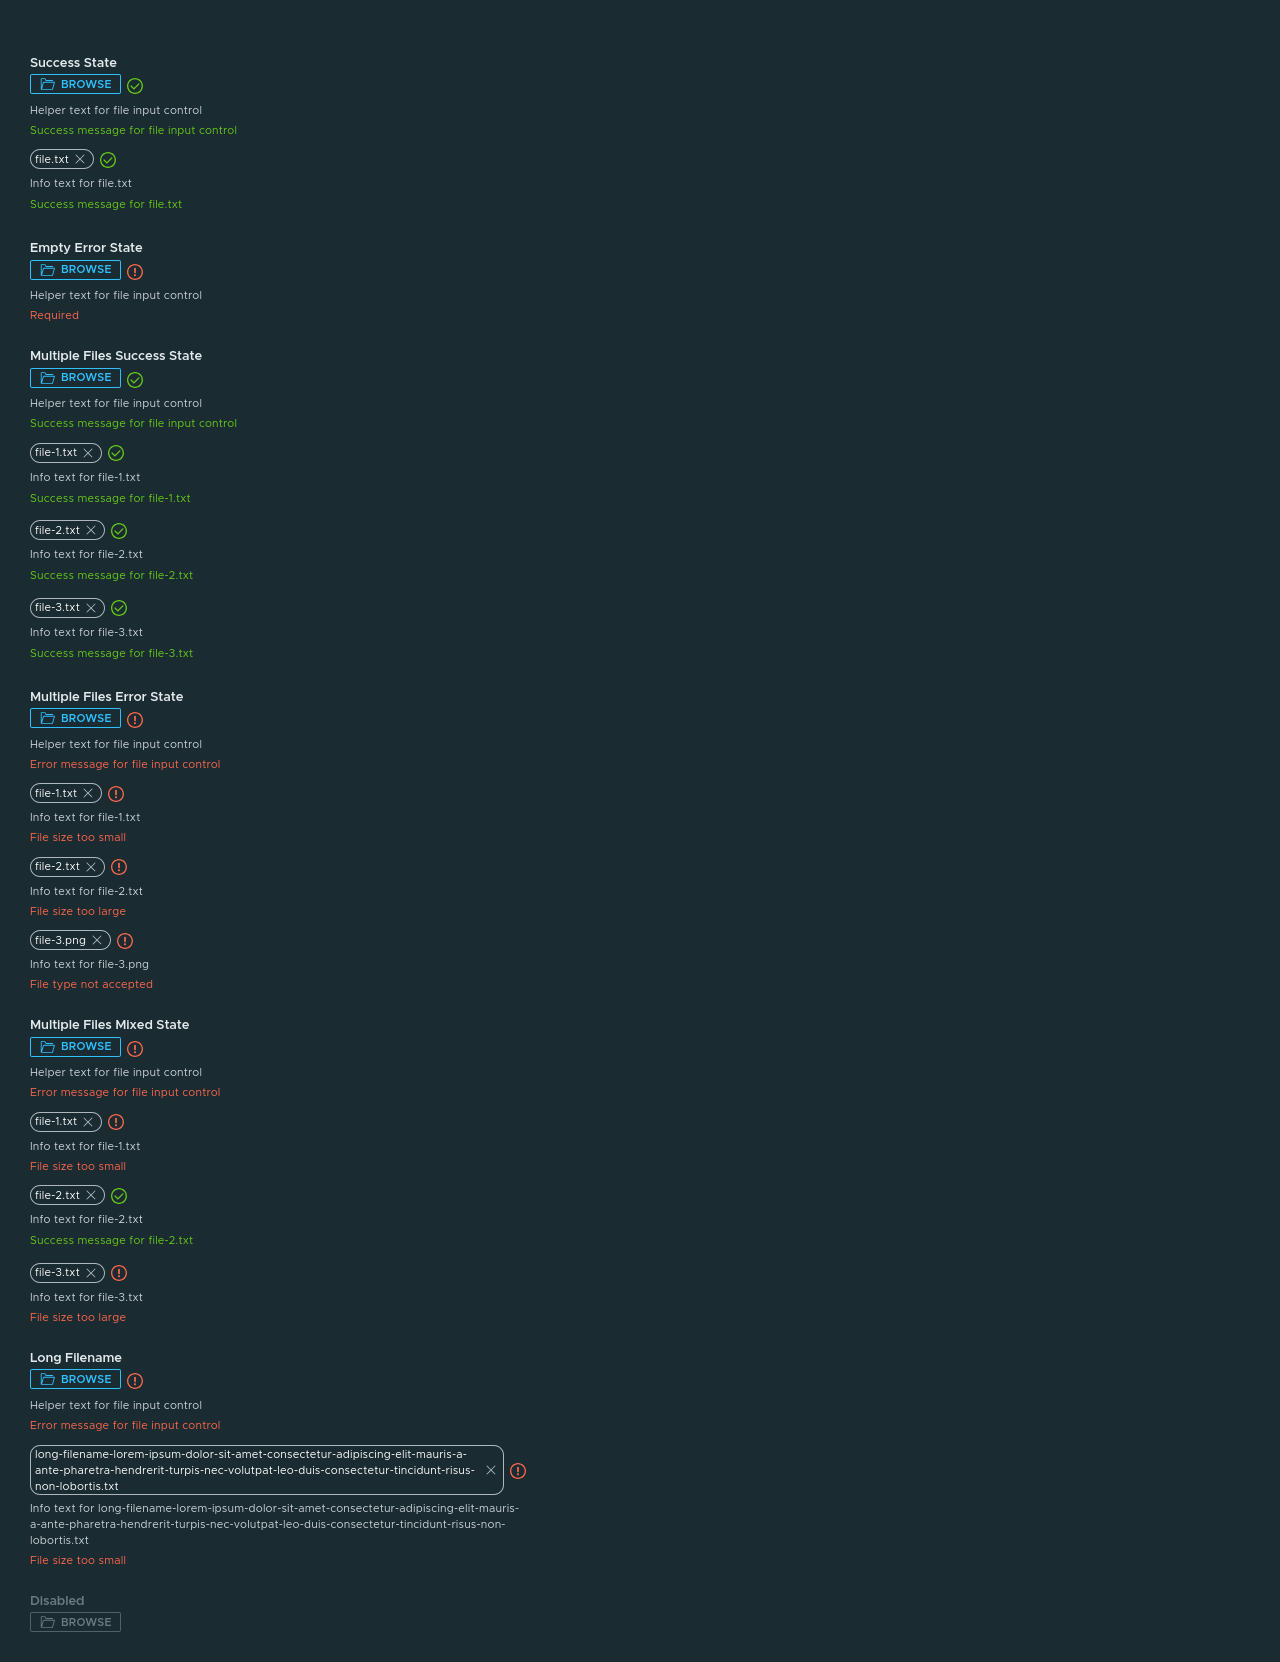 Success State
BROWSE
Helper text for file input control
Success message for file input control
file.txt
Info text for file.txt
Success message for file.txt
Empty Error State
BROWSE
Helper text for file input control
Required
Multiple Files Success State
BROWSE
Helper text for file input control
Success message for file input control
file-1.txt
Info text for file-1.txt
Success message for file-1.txt
file-2.txt
Info text for file-2.txt
Success message for file-2.txt
file-3.txt
Info text for file-3.txt
Success message for file-3.txt
Multiple Files Error State
BROWSE
Helper text for file input control
Error message for file input control
file-1.txt
Info text for file-1.txt
File size too small
file-2.txt
Info text for file-2.txt
File size too large
file-3.png
Info text for file-3.png
File type not accepted
Multiple Files Mixed State
BROWSE
Helper text for file input control
Error message for file input control
file-1.txt
Info text for file-1.txt
File size too small
file-2.txt
Info text for file-2.txt
Success message for file-2.txt
file-3.txt
Info text for file-3.txt
File size too large
Long Filename
BROWSE
Helper text for file input control
Error message for file input control
long-filename-lorem-ipsum-dolor-sit-amet-consectetur-adipiscing-elit-mauris-a-
ante-pharetra-hendrerit-turpis-nec-volutpat-leo-duis-consectetur-tincidunt-risus-
non-lobortis.txt
Info text for long-filename-lorem-ipsum-dolor-sit-amet-consectetur-adipiscing-elit-mauris-
a-ante-pharetra-hendrerit-turpis-nec-volutpat-leo-duis-consectetur-tincidunt-risus-non-
lobortis.txt
File size too small
Disabled
BROWSE